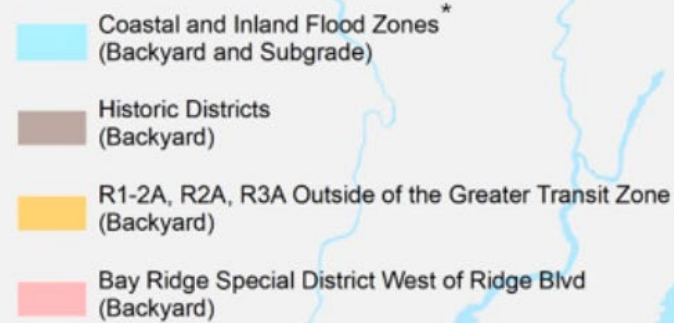 Coastal and Inland Flood Zones*
(Backyard and Subgrade)
Historic Districts
(Backyard)
R1-2A, R2A, R3A Outside of the Greater Transit Zone
(Backyard)
Bay Ridge Special District West of Ridge Blvd
(Backyard)